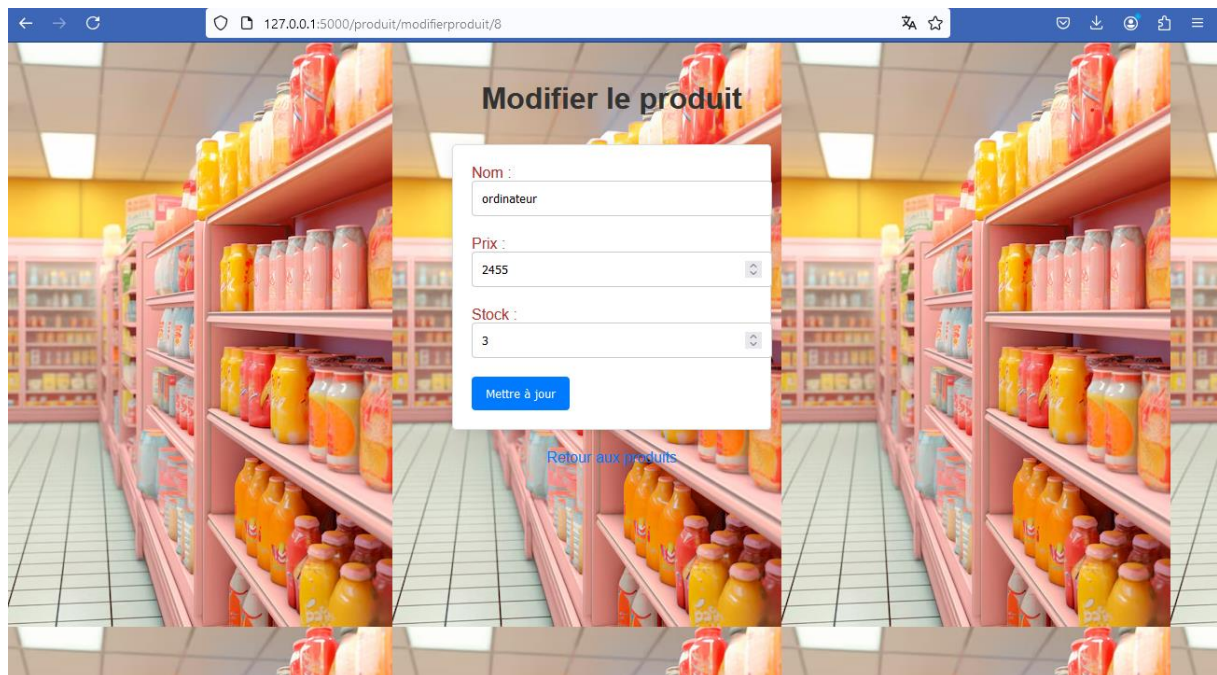 127.0.0.1:5000/produit/modifierproduit/8
Modifier le produit
Nom :
ordinateur
Prix :
2455
Stock :
3
Mettre à jour
Retour aux produits